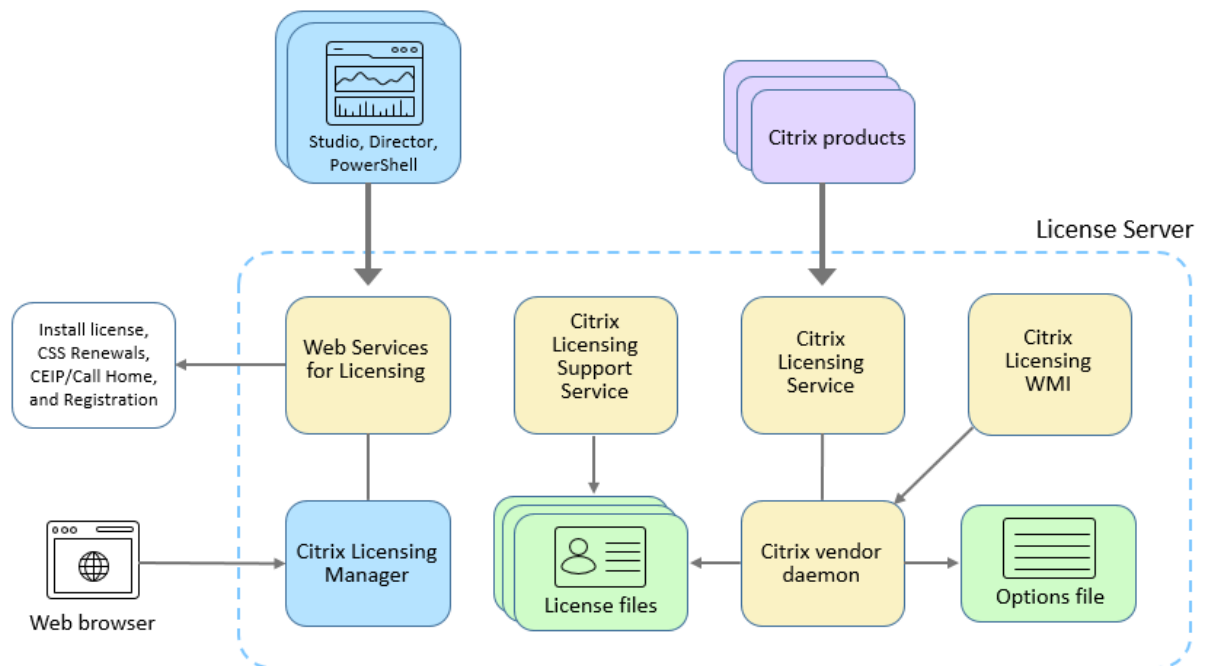 Studio, Director,
PowerShell
Citrix products
License Server
Install license,
CSS Renewals,
CEIP/Call Home,
and Registration
Web Services
for Licensing
Citrix
Licensing
Support
Service
Citrix
Licensing
Service
Citrix
Licensing
WMI
Web browser
Citrix Licensing
Manager
License files
Citrix vendor
daemon
Options file